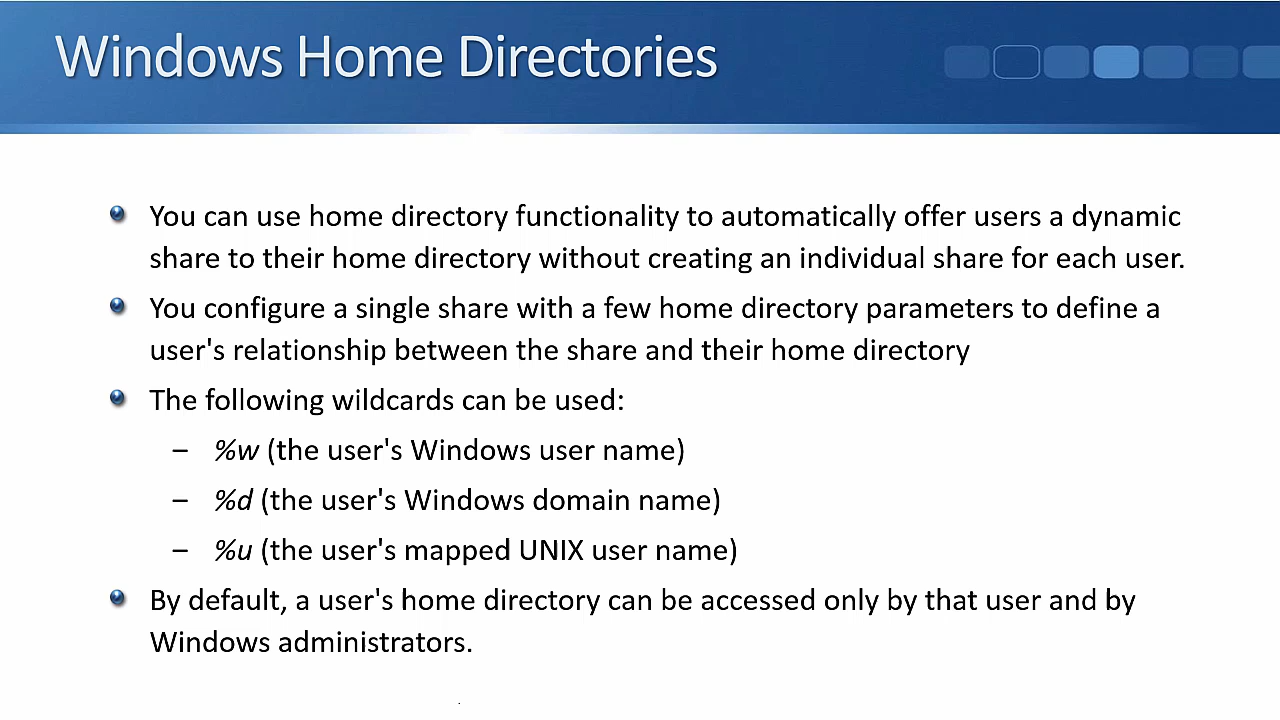 Windows Home Directories
You can use home directory functionality to automatically offer users a dynamic
share to their home directory without creating an individual share for each user.
You configure a single share with a few home directory parameters to define a
user's relationship between the share and their home directory
The following wildcards can be used:
– %w (the user's Windows user name)
– %d (the user's Windows domain name)
– %u (the user's mapped UNIX user name)
By default, a user's home directory can be accessed only by that user and by
Windows administrators.